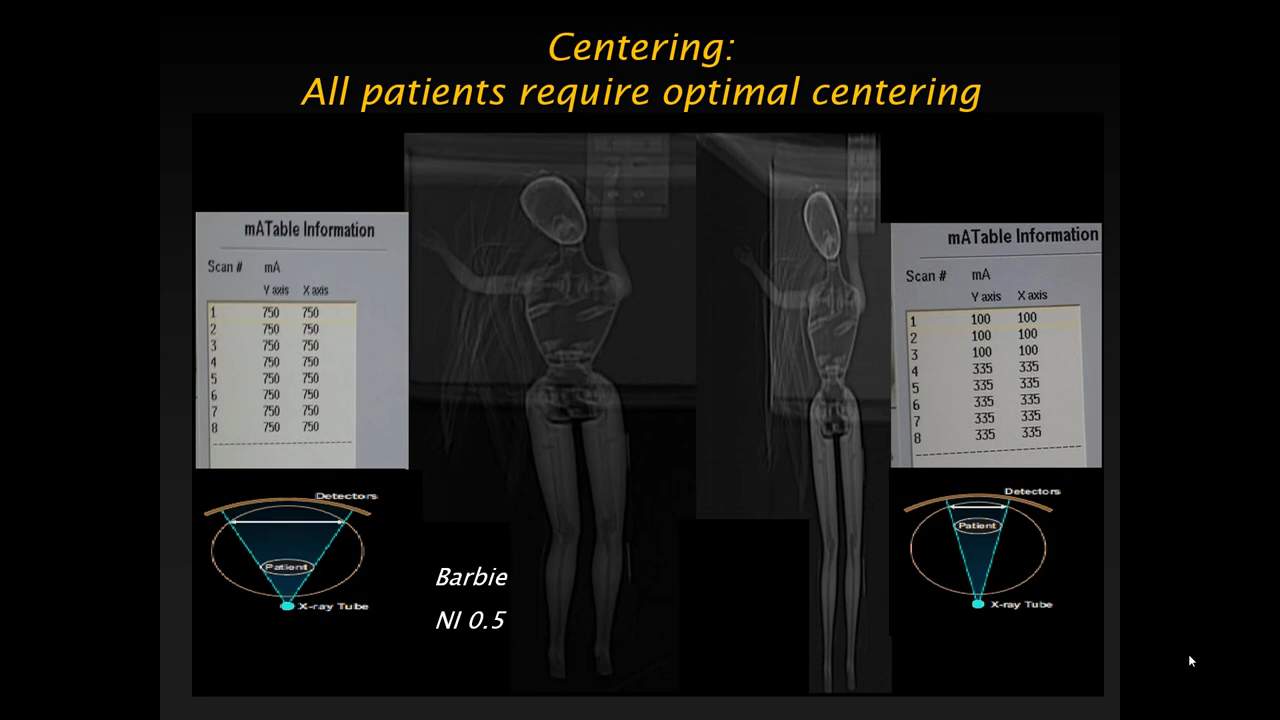 Centering:
All patients require optimal centering
mATable Information
Scan # mA
Y axis X axis
1 750 750
2 750 750
3 750 750
4 750 750
5 750 750
6 750 750
7 750 750
8 750 750
Detectors
Patient
X-ray Tube
Barbie
NI 0.5
mATable Information
Scan # mA
Y axis X axis
1 100 100
2 100 100
3 100 100
4 335 335
5 335 335
6 335 335
7 335 335
8 335 335
Detectors
Patient
X-ray Tube